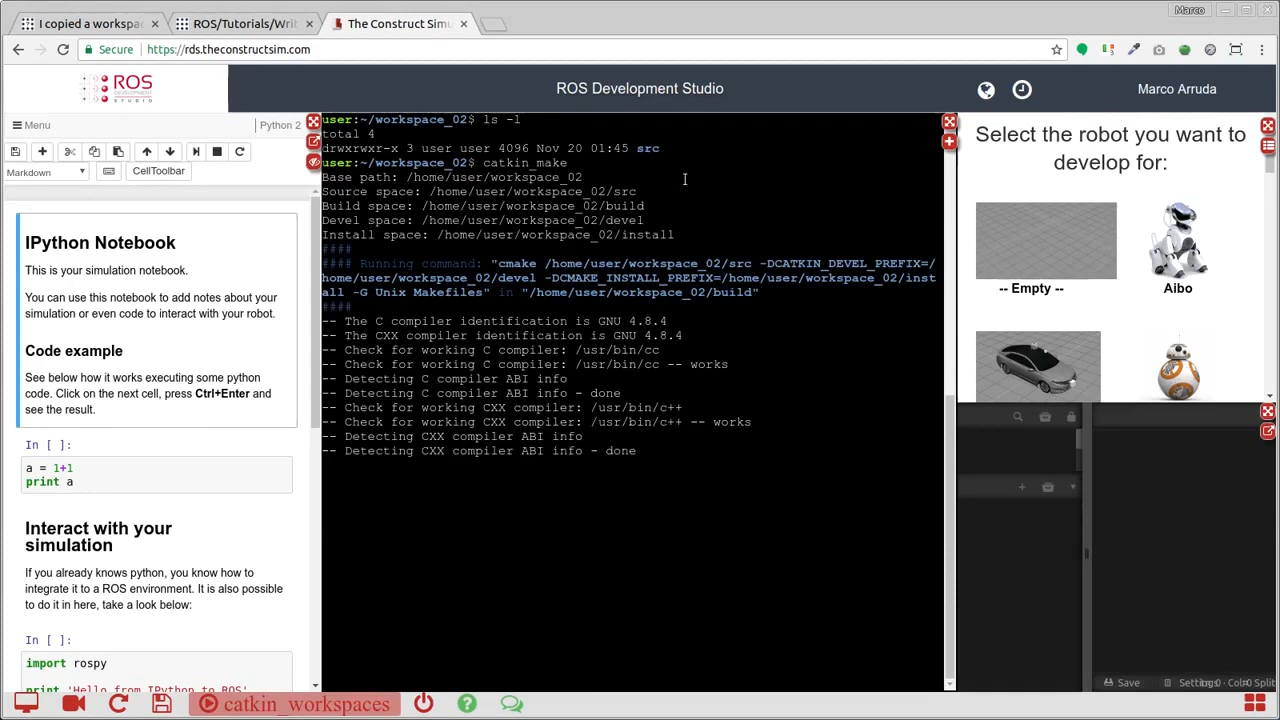 Marco
I copied a workspa
ROS/Tutorials/Writ
The Construct Simu
Secure
https://rds.theconstructsim.com
ROS
DEVELOPMENT
STUDIO
ROS Development Studio
Marco Arruda
Menu
Python 2
Markdown
CellToolbar
IPython Notebook
This is your simulation notebook.
You can use this notebook to add notes about your
simulation or even code to interact with your robot.
Code example
See below how it works executing some python
code. Click on the next cell, press Ctrl+Enter and
see the result.
In [ ]:
a = 1+1
print a
Interact with your
simulation
If you already knows python, you know how to
integrate it to a ROS environment. It is also possible
to do it in here, take a look below:
In [ ]:
import rospy
print 'Hello from IPython to ROS'
user:~/workspace_02$ ls -l
total 4
drwxrwxr-x 3 user user 4096 Nov 20 01:45 src
user:~/workspace_02$ catkin_make
Base path: /home/user/workspace_02
Source space: /home/user/workspace_02/src
Build space: /home/user/workspace_02/build
Devel space: /home/user/workspace_02/devel
Install space: /home/user/workspace_02/install
####
#### Running command: "cmake /home/user/workspace_02/src -DCATKIN_DEVEL_PREFIX=/
home/user/workspace_02/devel -DCMAKE_INSTALL_PREFIX=/home/user/workspace_02/inst
all -G Unix Makefiles" in "/home/user/workspace_02/build"
####
-- The C compiler identification is GNU 4.8.4
-- The CXX compiler identification is GNU 4.8.4
-- Check for working C compiler: /usr/bin/cc
-- Check for working C compiler: /usr/bin/cc -- works
-- Detecting C compiler ABI info
-- Detecting C compiler ABI info - done
-- Check for working CXX compiler: /usr/bin/c++
-- Check for working CXX compiler: /usr/bin/c++ -- works
-- Detecting CXX compiler ABI info
-- Detecting CXX compiler ABI info - done
Select the robot you want to
develop for:
-- Empty --
Aibo
Save
Split
catkin_workspaces